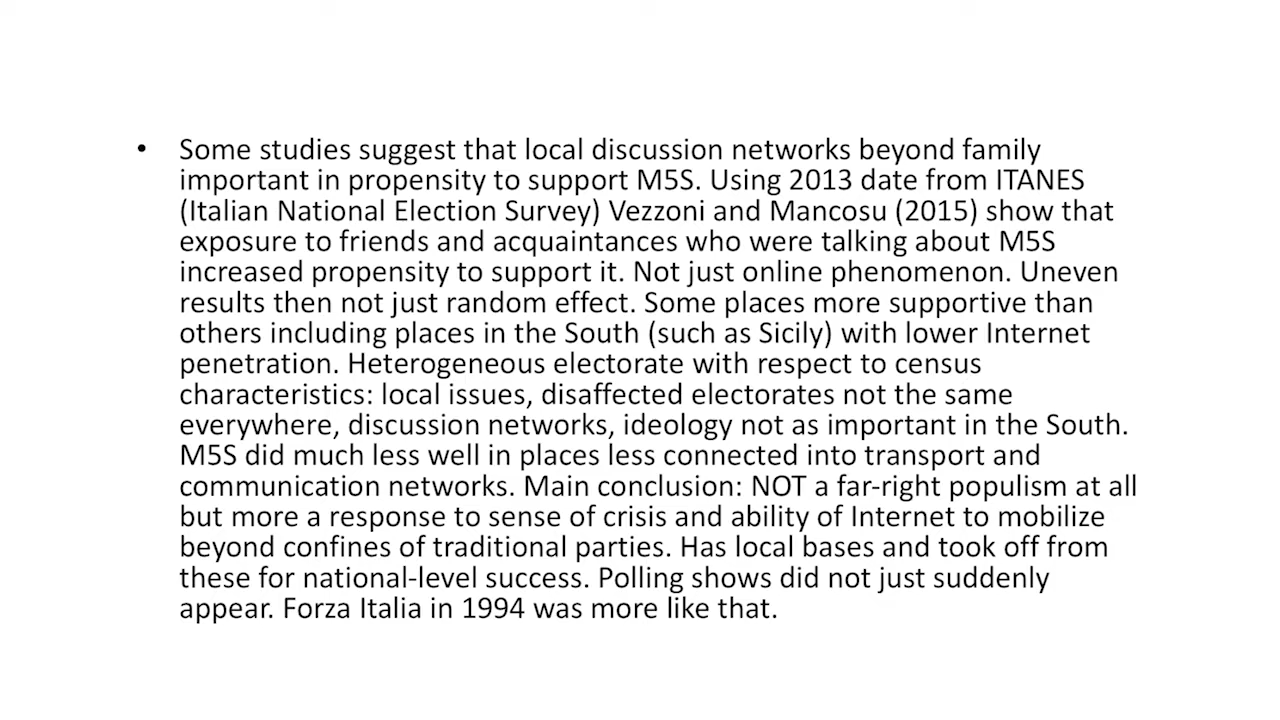 • Some studies suggest that local discussion networks beyond family
important in propensity to support M5S. Using 2013 date from ITANES
(Italian National Election Survey) Vezzoni and Mancosu (2015) show that
exposure to friends and acquaintances who were talking about M5S
increased propensity to support it. Not just online phenomenon. Uneven
results then not just random effect. Some places more supportive than
others including places in the South (such as Sicily) with lower Internet
penetration. Heterogeneous electorate with respect to census
characteristics: local issues, disaffected electorates not the same
everywhere, discussion networks, ideology not as important in the South.
M5S did much less well in places less connected into transport and
communication networks. Main conclusion: NOT a far-right populism at all
but more a response to sense of crisis and ability of Internet to mobilize
beyond confines of traditional parties. Has local bases and took off from
these for national-level success. Polling shows did not just suddenly
appear. Forza Italia in 1994 was more like that.